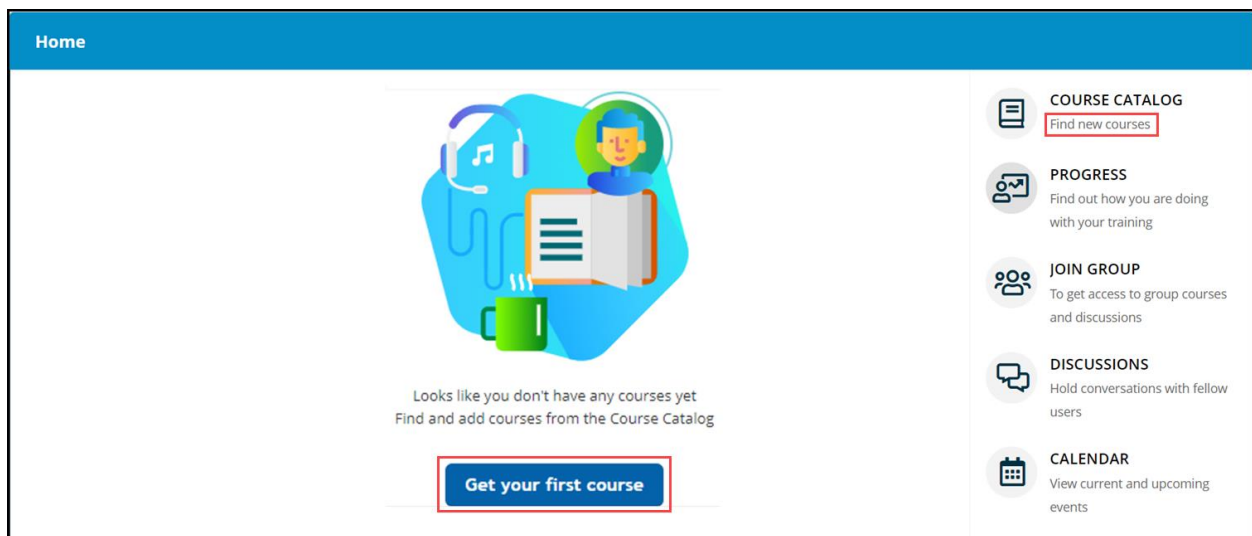 Home
Looks like you don't have any courses yet
Find and add courses from the Course Catalog
Get your first course
COURSE CATALOG
Find new courses
PROGRESS
Find out how you are doing
with your training
JOIN GROUP
To get access to group courses
and discussions
DISCUSSIONS
Hold conversations with fellow
users
CALENDAR
View current and upcoming
events